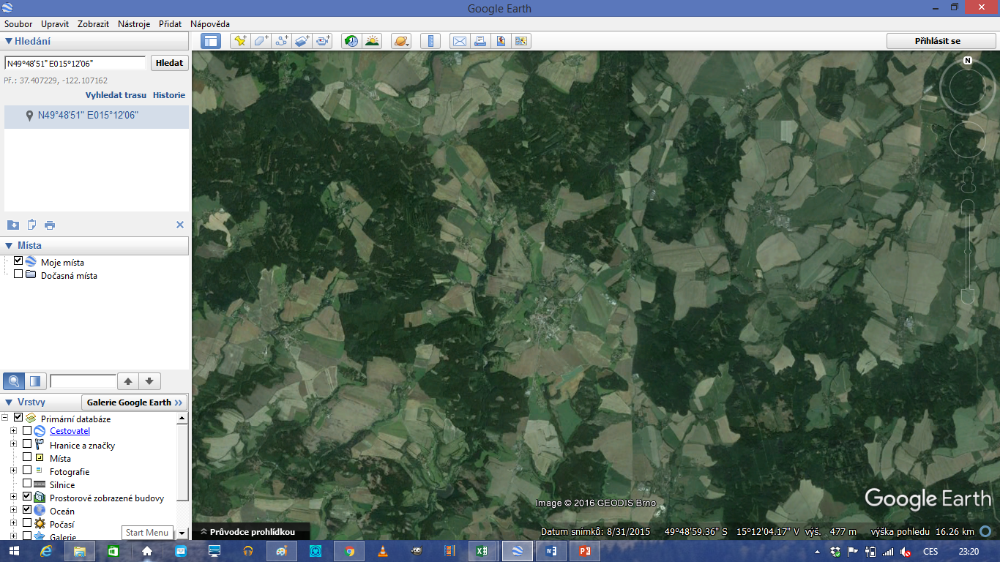 Google Earth
Soubor Upravit Zobrazit Nástroje Přidat Nápověda
Hledání
Přihlásit se
N49°48'51" E015°12'06"
Hledat
Př.: 37.407229, -122.107162
Vyhledat trasu Historie
N49°48'51" E015°12'06"
Místa
Moje místa
Dočasná místa
Vrstvy
Galerie Google Earth
Primární databáze
Cestovatel
Hranice a značky
Místa
Fotografie
Silnice
Prostorově zobrazené budovy
Oceán
Počasí
Galerie
Start Menu
N
Image © 2016 GEODIS Brno
Google Earth
Průvodce prohlídkou
Datum snímků: 8/31/2015 49°48'59.36" S 15°12'04.17" V výš. 477 m výška pohledu 16.26 km
CES 23:20